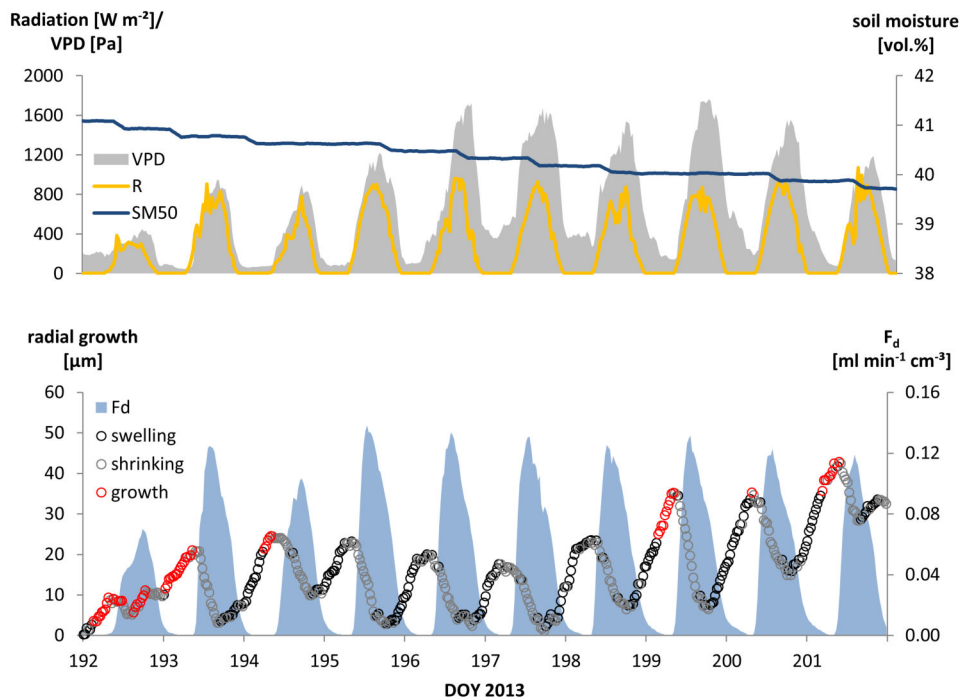 Radiation [W m⁻²]/
VPD [Pa]
soil moisture
[vol.%]
2000
1600
1200
800
400
0
42
41
40
39
38
VPD
R
SM50
radial growth
[µm]
F_d
[ml min⁻¹ cm⁻³]
60
50
40
30
20
10
0
0.16
0.12
0.08
0.04
0.00
Fd
swelling
shrinking
growth
192 193 194 195 196 197 198 199 200 201
DOY 2013